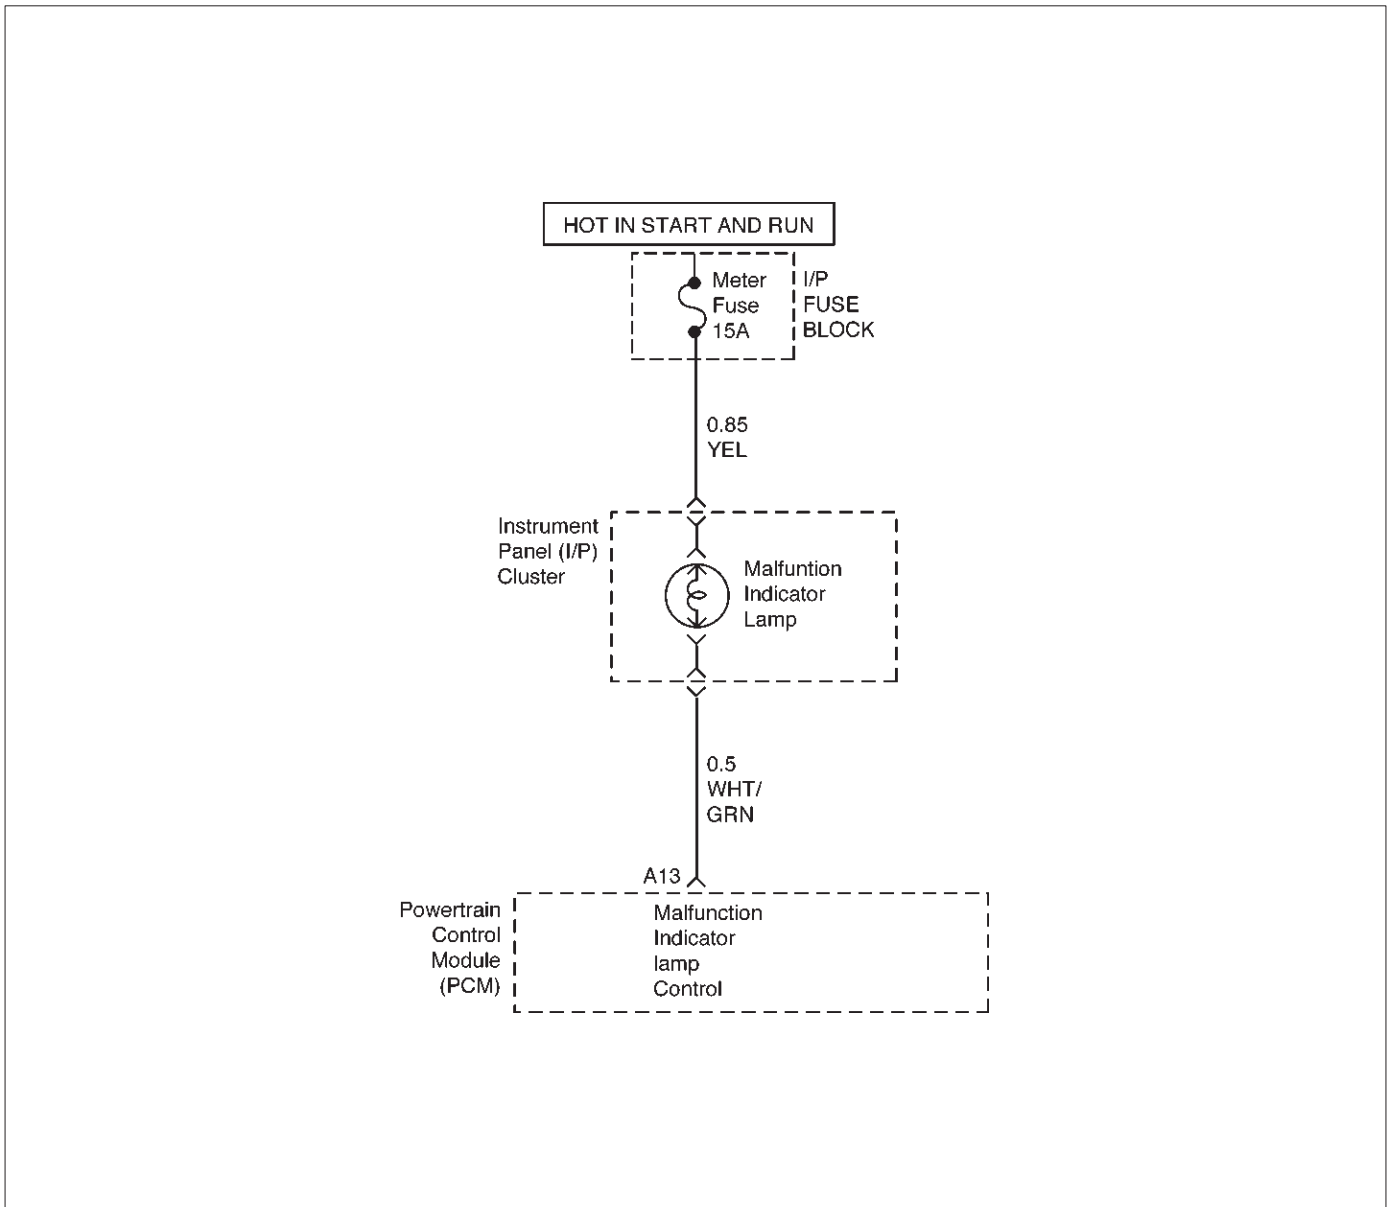 HOT IN START AND RUN
Meter
Fuse
15A
I/P
FUSE
BLOCK
0.85
YEL
Instrument
Panel (I/P)
Cluster
Malfuntion
Indicator
Lamp
0.5
WHT/
GRN
A13
Powertrain
Control
Module
(PCM)
Malfunction
Indicator
lamp
Control